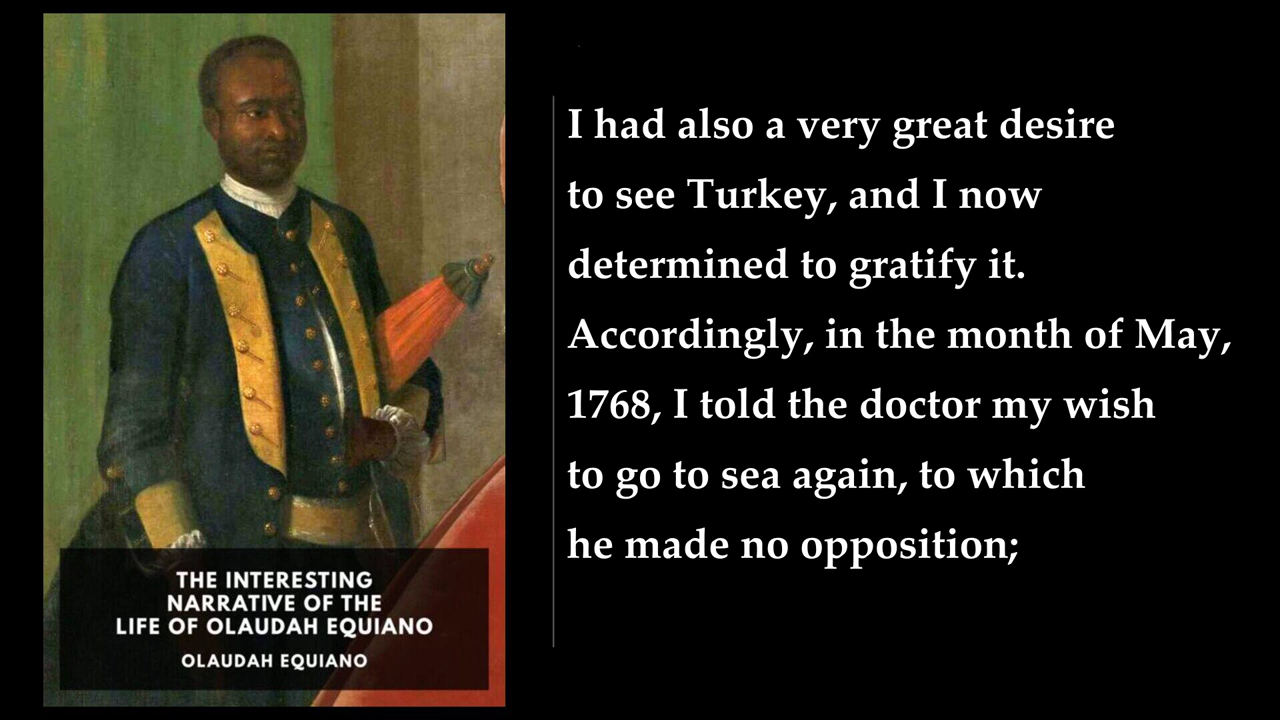 I had also a very great desire
to see Turkey, and I now
determined to gratify it.
Accordingly, in the month of May,
1768, I told the doctor my wish
to go to sea again, to which
he made no opposition;
THE INTERESTING
NARRATIVE OF THE
LIFE OF OLAUDAH EQUIANO
OLAUDAH EQUIANO